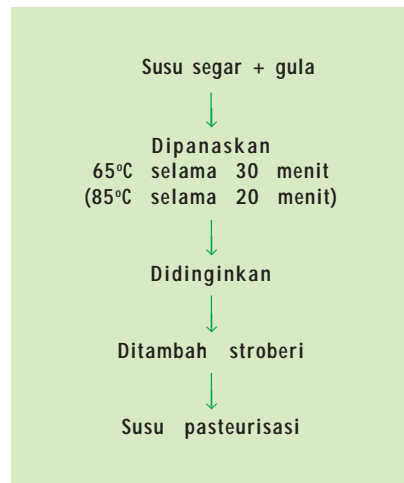 Susu segar + gula
Dipanaskan
65ºC selama 30 menit
(85ºC selama 20 menit)
Didinginkan
Ditambah stroberi
Susu pasteurisasi